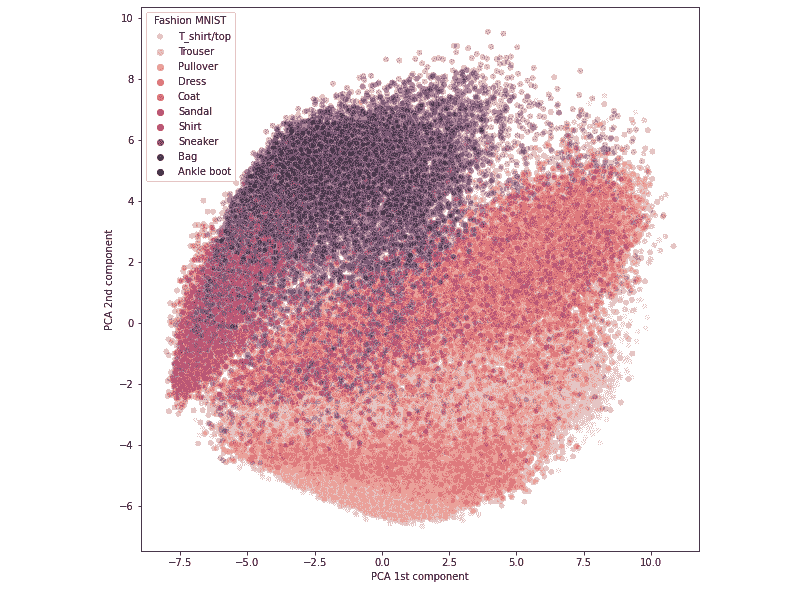 Fashion MNIST
T_shirt/top
Trouser
Pullover
Dress
Coat
Sandal
Shirt
Sneaker
Bag
Ankle boot
10
8
6
4
2
0
−2
−4
−6
PCA 2nd component
−7.5 −5.0 −2.5 0.0 2.5 5.0 7.5 10.0
PCA 1st component